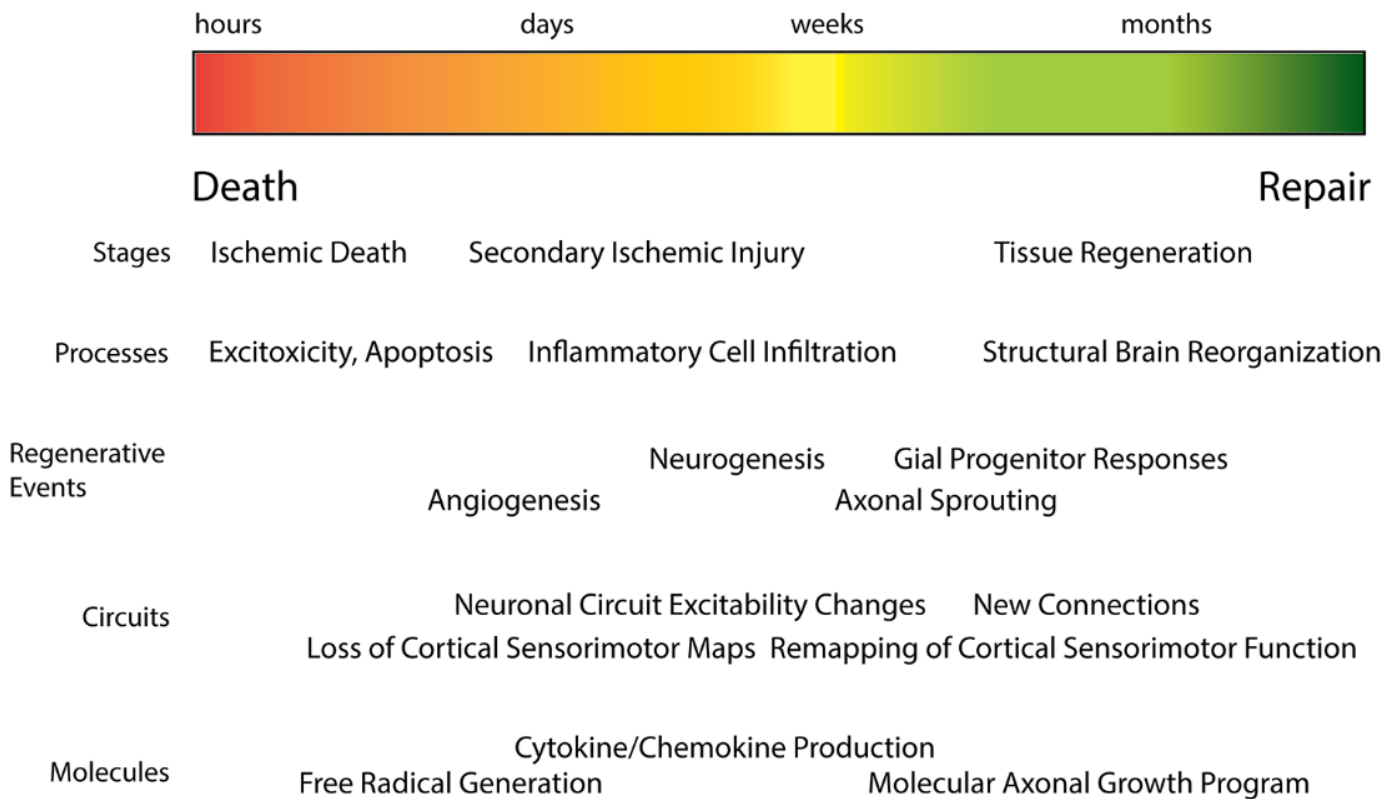 hours days weeks months
Death Repair
Stages Ischemic Death Secondary Ischemic Injury Tissue Regeneration
Processes Excitoxicity, Apoptosis Inflammatory Cell Infiltration Structural Brain Reorganization
Regenerative
Events
Neurogenesis Gial Progenitor Responses
Angiogenesis Axonal Sprouting
Circuits
Neuronal Circuit Excitability Changes New Connections
Loss of Cortical Sensorimotor Maps Remapping of Cortical Sensorimotor Function
Molecules
Cytokine/Chemokine Production
Free Radical Generation Molecular Axonal Growth Program